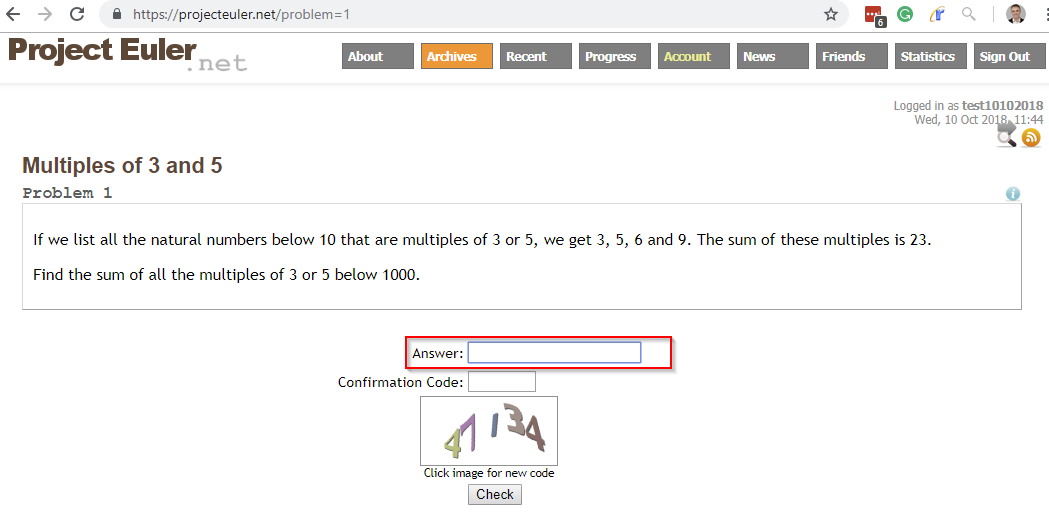 https://projecteuler.net/problem=1
6
Project Euler
.net
About Archives Recent Progress Account News Friends Statistics Sign Out
Logged in as test10102018
Wed, 10 Oct 2018, 11:44
Multiples of 3 and 5
Problem 1
If we list all the natural numbers below 10 that are multiples of 3 or 5, we get 3, 5, 6 and 9. The sum of these multiples is 23.
Find the sum of all the multiples of 3 or 5 below 1000.
Answer:
Confirmation Code:
47134
Click image for new code
Check